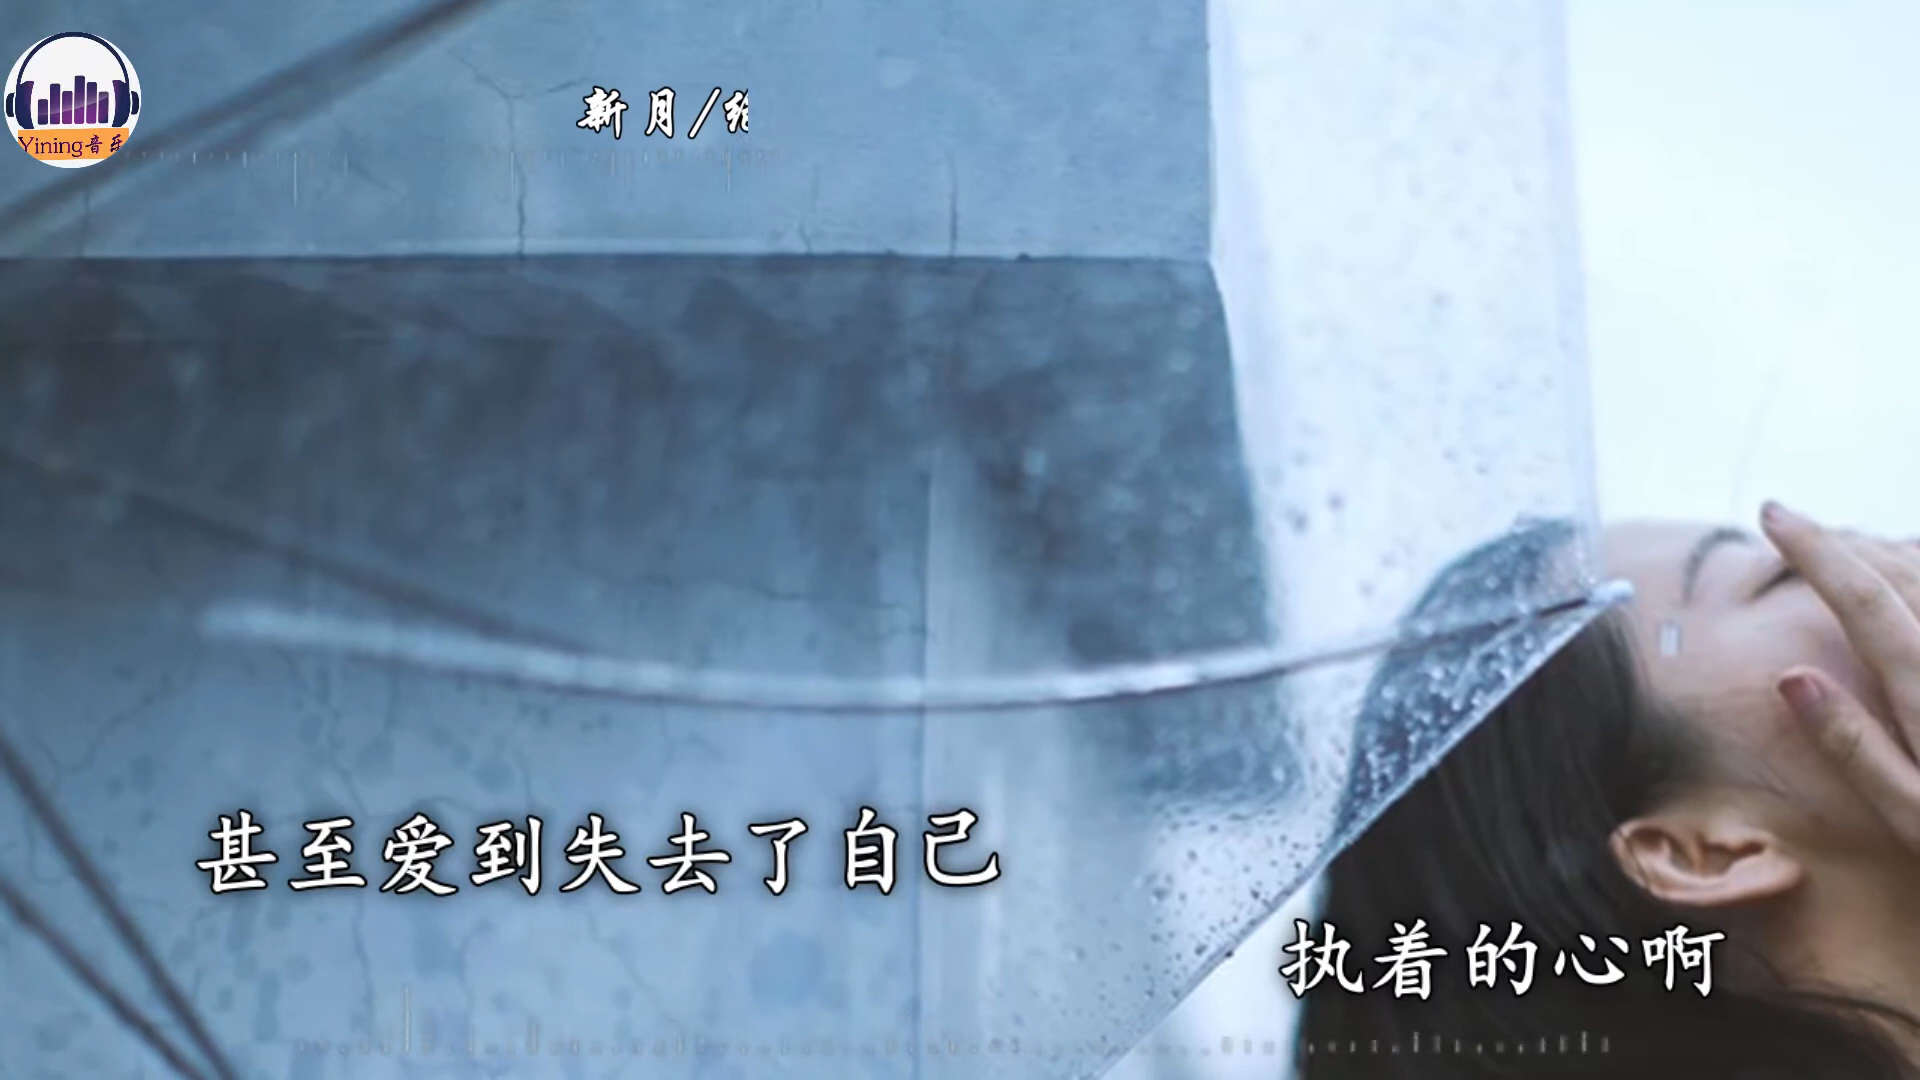 Yining音乐
新月/
甚至爱到失去了自己
执着的心啊